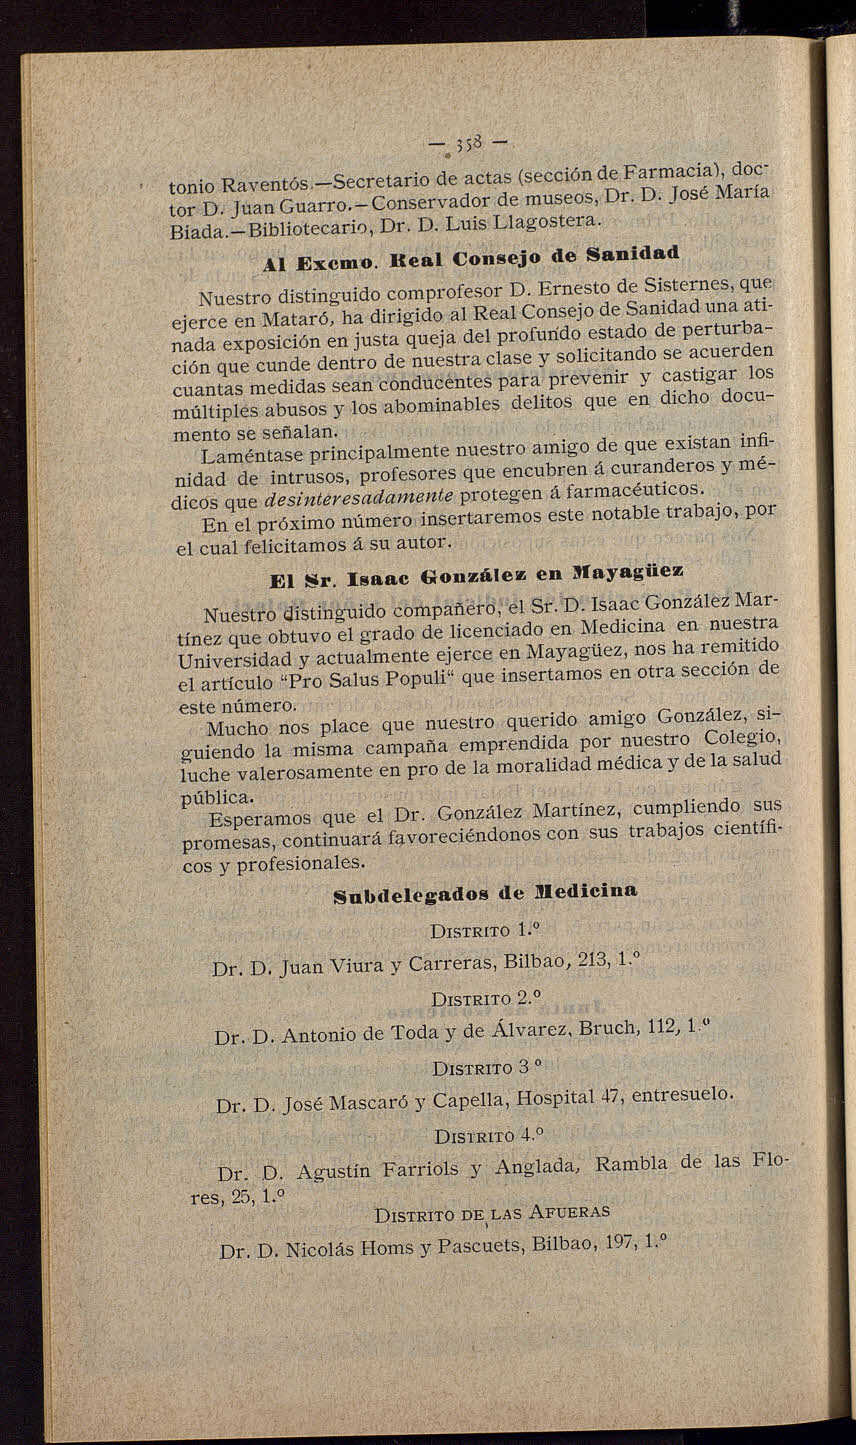 — 358 —
tonio Raventós.—Secretario de actas (sección de Farmacia), doc-
tor D. Juan Guarro.—Conservador de museos, Dr. D. José María
Biada.—Bibliotecario, Dr. D. Luis Llagostera.
Al Excmo. Real Consejo de Sanidad
Nuestro distinguido comprofesor D. Ernesto de Sisternes, que
ejerce en Mataró, ha dirigido al Real Consejo de Sanidad una ati-
nada exposición en justa queja del profundo estado de perturba-
ción que cunde dentro de nuestra clase y solicitando se acuerden
cuantas medidas sean conducentes para prevenir y castigar los
múltiples abusos y los abominables delitos que en dicho docu-
mento se señalan.
Laméntase principalmente nuestro amigo de que existan infi-
nidad de intrusos, profesores que encubren á curanderos y mé-
dicos que desinteresadamente protegen á farmacéuticos.
En el próximo número insertaremos este notable trabajo, por
el cual felicitamos á su autor.
El Sr. Isaac González en Mayagüez
Nuestro distinguido compañero, el Sr. D. Isaac González Mar-
tínez que obtuvo el grado de licenciado en Medicina en nuestra
Universidad y actualmente ejerce en Mayagüez, nos ha remitido
el artículo “Pro Salus Populi“ que insertamos en otra sección de
este número.
Mucho nos place que nuestro querido amigo González, si-
guiendo la misma campaña emprendida por nuestro Colegio,
luche valerosamente en pro de la moralidad médica y de la salud
pública.
Esperamos que el Dr. González Martínez, cumpliendo sus
promesas, continuará favoreciéndonos con sus trabajos científi-
cos y profesionales.
Subdelegados de Medicina
Distrito 1.º
Dr. D. Juan Viura y Carreras, Bilbao, 213, 1.º
Distrito 2.º
Dr. D. Antonio de Toda y de Álvarez, Bruch, 112, 1.º
Distrito 3 º
Dr. D. José Mascaró y Capella, Hospital 47, entresuelo.
Distrito 4.º
Dr. D. Agustín Farriols y Anglada, Rambla de las Flo-
res, 25, 1.º
Distrito de las Afueras
Dr. D. Nicolás Homs y Pascuets, Bilbao, 197, 1.º